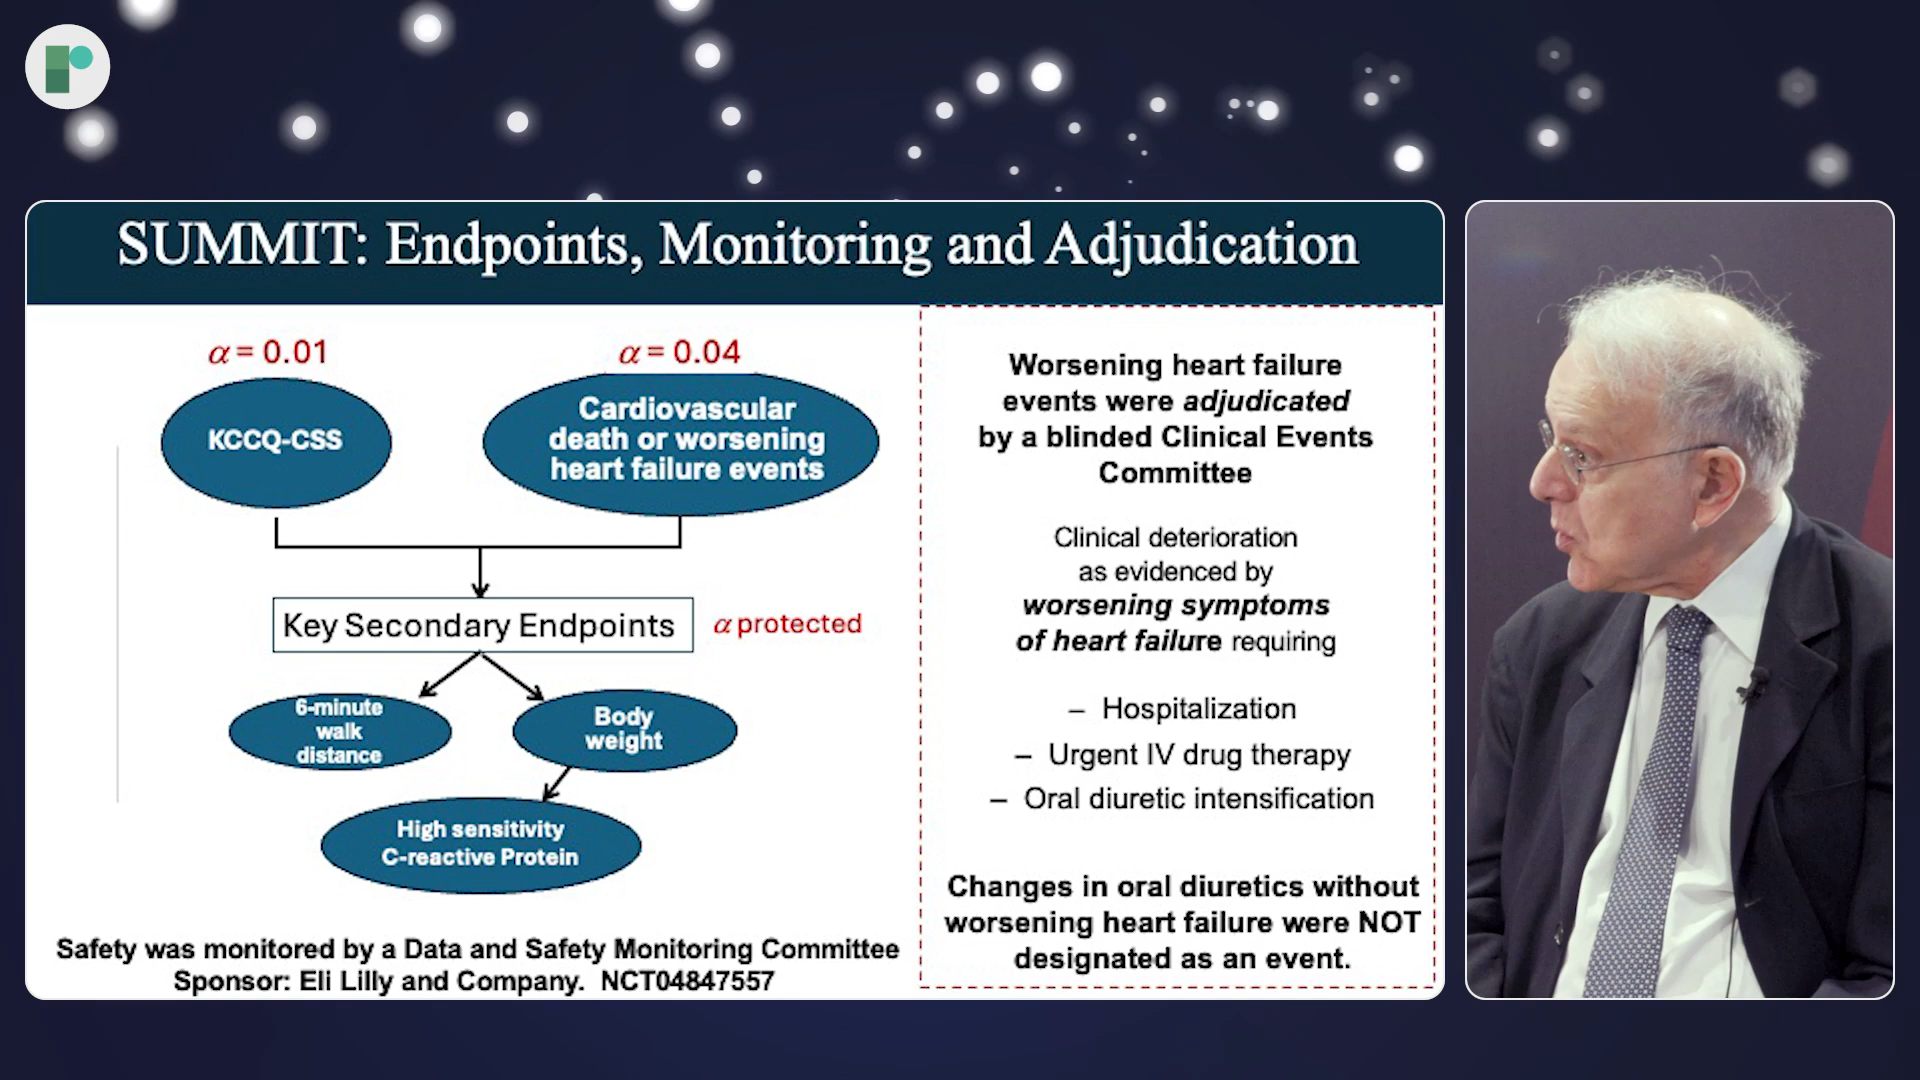 SUMMIT: Endpoints, Monitoring and Adjudication
α = 0.01
α = 0.04
KCCQ-CSS
Cardiovascular
death or worsening
heart failure events
Key Secondary Endpoints
α protected
6-minute
walk
distance
Body
weight
High sensitivity
C-reactive Protein
Safety was monitored by a Data and Safety Monitoring Committee
Sponsor: Eli Lilly and Company. NCT04847557
Worsening heart failure
events were adjudicated
by a blinded Clinical Events
Committee
Clinical deterioration
as evidenced by
worsening symptoms
of heart failure requiring
– Hospitalization
– Urgent IV drug therapy
– Oral diuretic intensification
Changes in oral diuretics without
worsening heart failure were NOT
designated as an event.